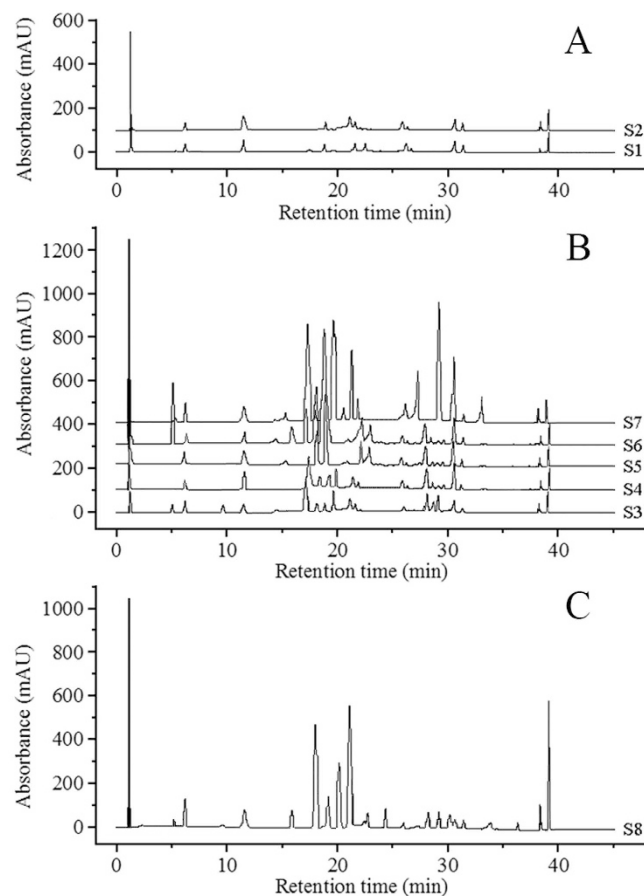 A
Absorbance (mAU)
600
400
200
0
S2
S1
0 10 20 30 40
Retention time (min)
B
Absorbance (mAU)
1200
1000
800
600
400
200
0
S7
S6
S5
S4
S3
0 10 20 30 40
Retention time (min)
C
Absorbance (mAU)
1000
800
600
400
200
0
S8
0 10 20 30 40
Retention time (min)